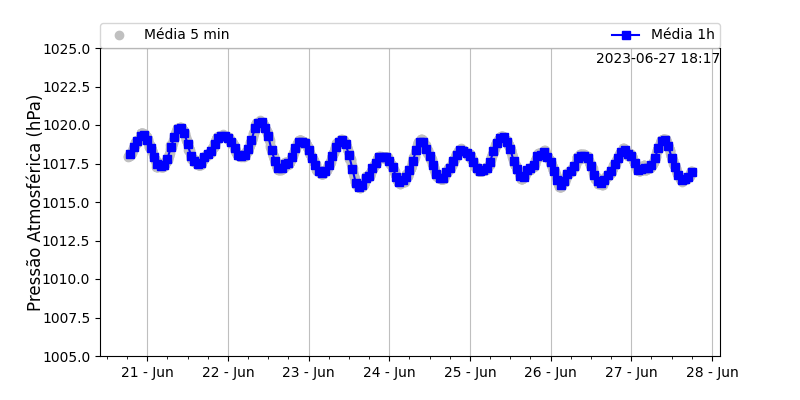 Média 5 min
Média 1h
2023-06-27 18:17
Pressão Atmosférica (hPa)
1025.0
1022.5
1020.0
1017.5
1015.0
1012.5
1010.0
1007.5
1005.0
21 - Jun
22 - Jun
23 - Jun
24 - Jun
25 - Jun
26 - Jun
27 - Jun
28 - Jun